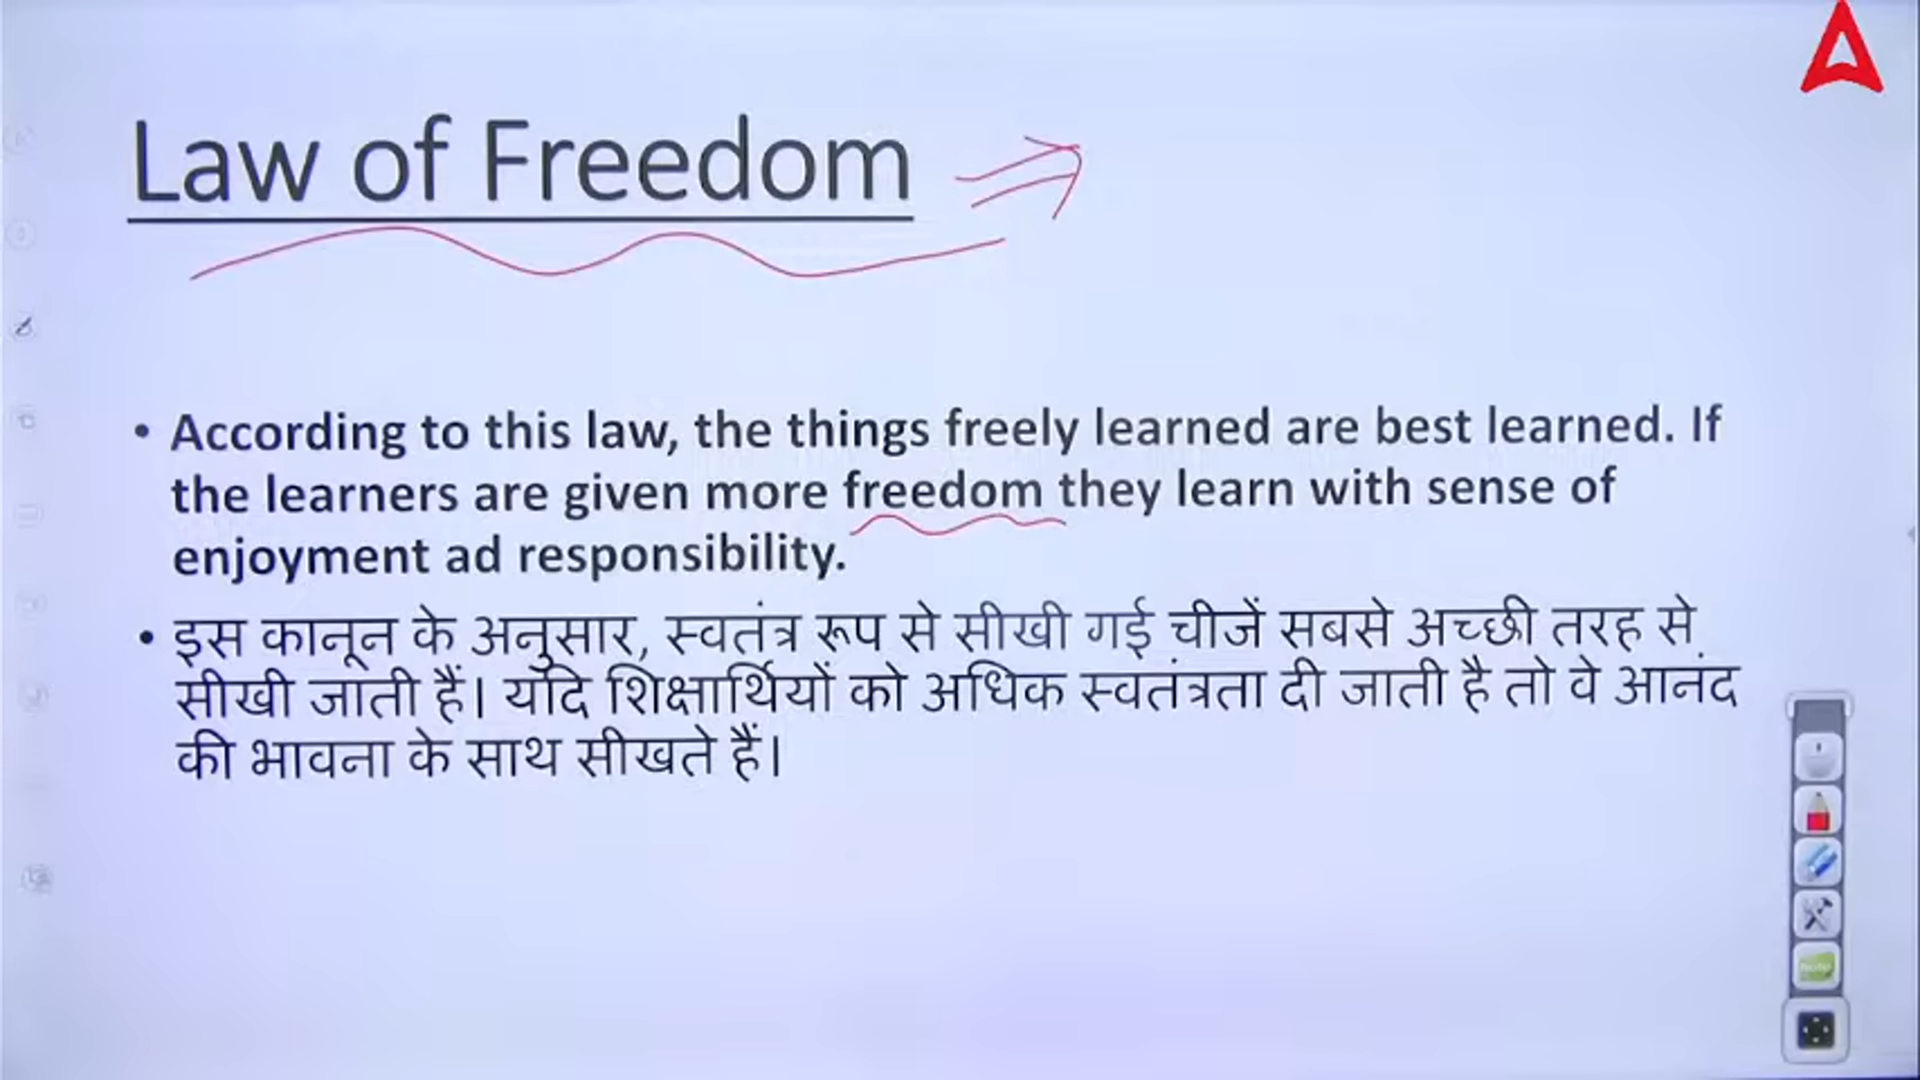 Law of Freedom
• According to this law, the things freely learned are best learned. If
the learners are given more freedom they learn with sense of
enjoyment ad responsibility.
• इस कानून के अनुसार, स्वतंत्र रूप से सीखी गई चीजें सबसे अच्छी तरह से
सीखी जाती हैं। यदि शिक्षार्थियों को अधिक स्वतंत्रता दी जाती है तो वे आनंद
की भावना के साथ सीखते हैं।